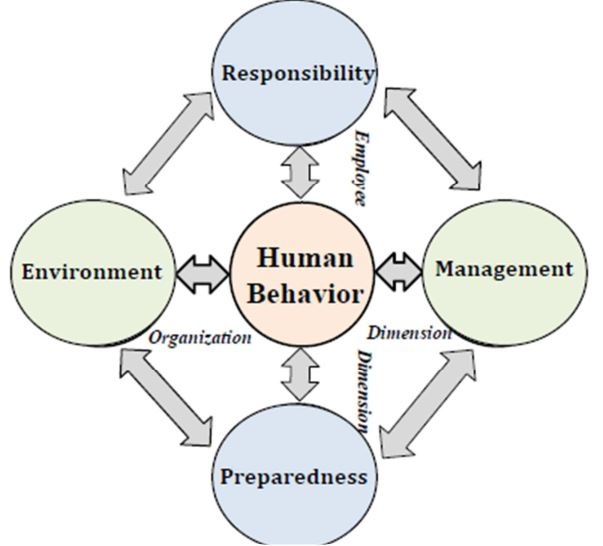 Responsibility
Employee
Environment
Human
Behavior
Management
Organization
Dimension
Dimension
Preparedness